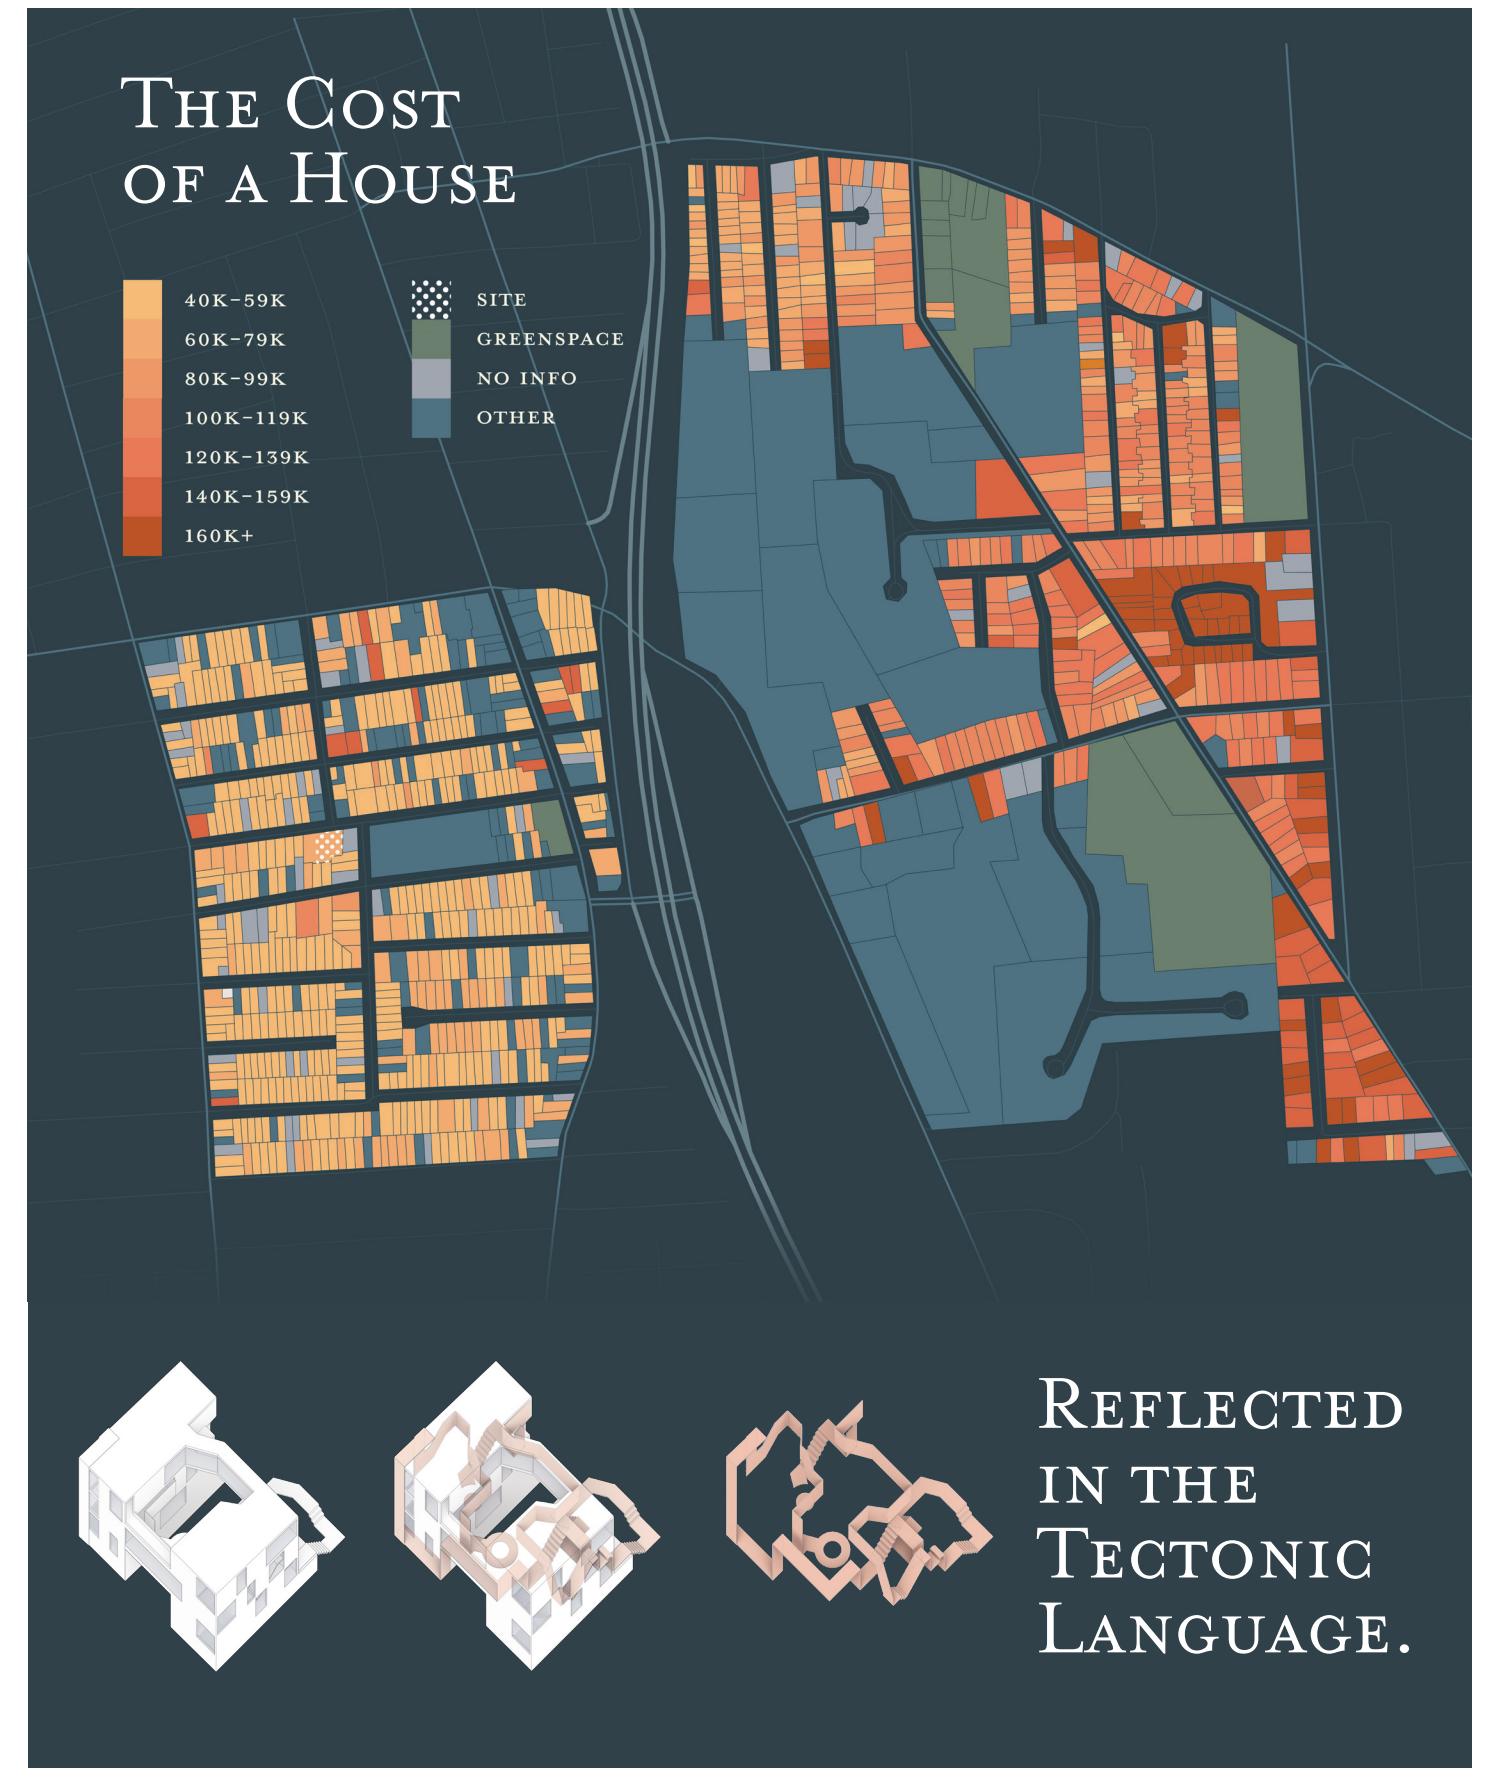 The Cost
of a House
40K–59K
60K–79K
80K–99K
100K–119K
120K–139K
140K–159K
160K+
site
greenspace
no info
other
Reflected
in the
Tectonic
Language.